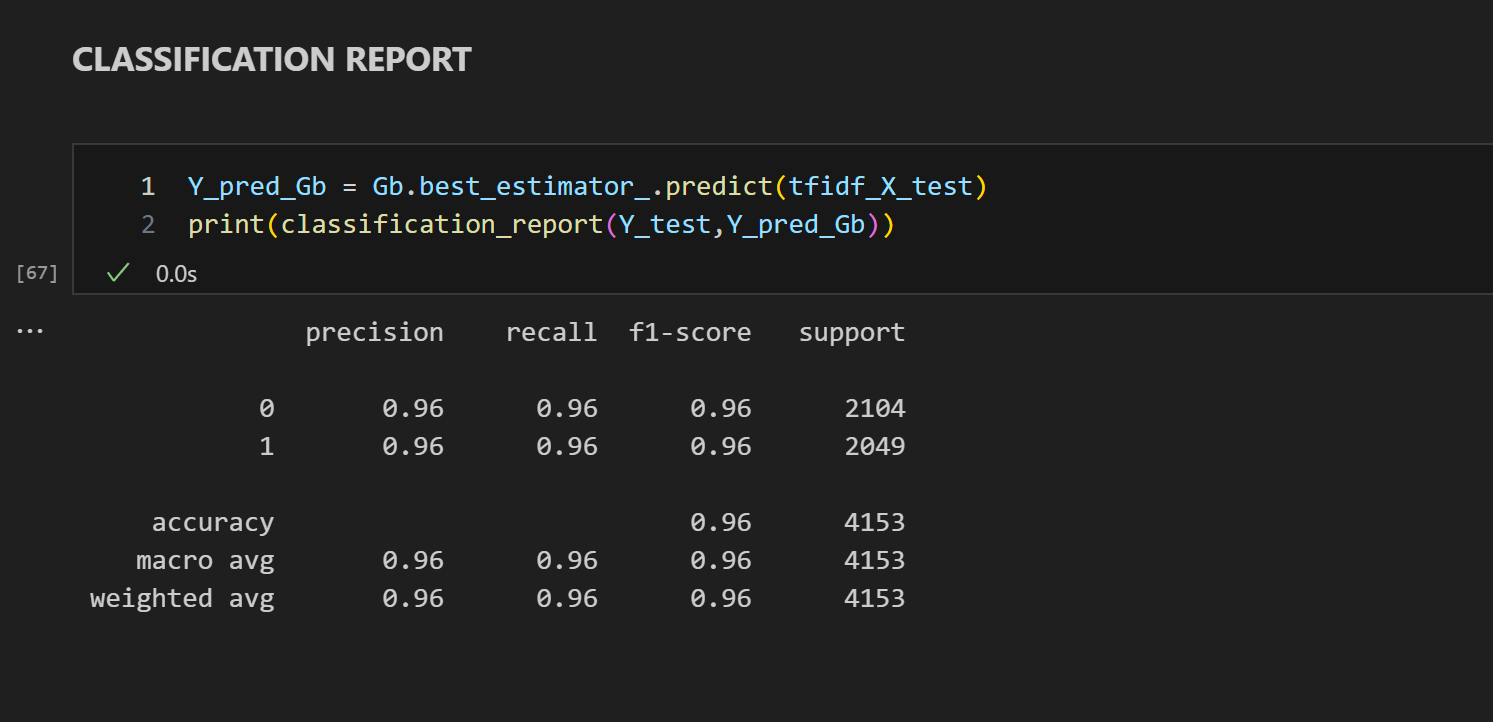 CLASSIFICATION REPORT
1 Y_pred_Gb = Gb.best_estimator_.predict(tfidf_X_test)
2 print(classification_report(Y_test,Y_pred_Gb))
[67] ✓ 0.0s
... precision recall f1-score support
0 0.96 0.96 0.96 2104
1 0.96 0.96 0.96 2049
accuracy 0.96 4153
macro avg 0.96 0.96 0.96 4153
weighted avg 0.96 0.96 0.96 4153